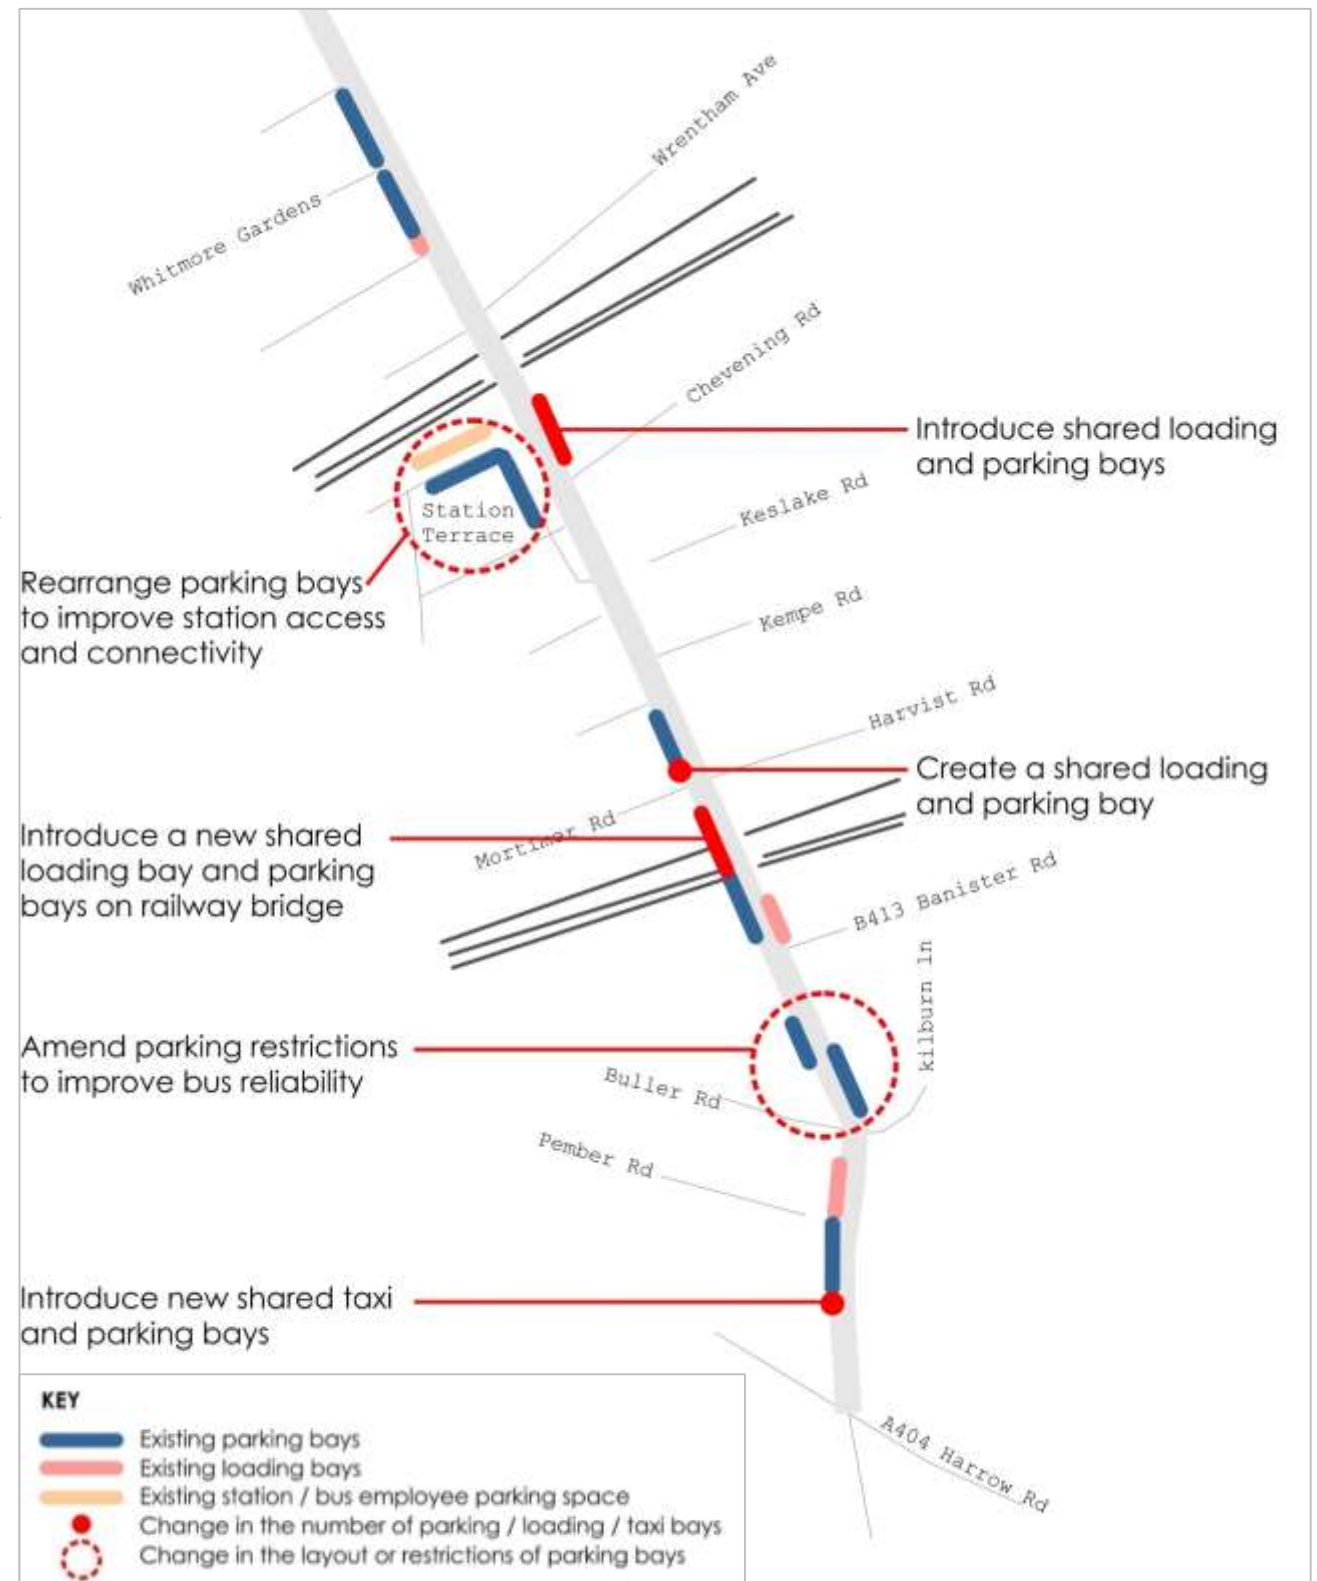 Wrentham Ave
Whitmore Gardens
Chevening Rd
Introduce shared loading
and parking bays
Keslake Rd
Station
Terrace
Rearrange parking bays
to improve station access
and connectivity
Kempe Rd
Harvist Rd
Create a shared loading
and parking bay
Introduce a new shared
loading bay and parking
bays on railway bridge
Mortimer Rd
B413 Banister Rd
kilburn ln
Amend parking restrictions
to improve bus reliability
Buller Rd
Pember Rd
Introduce new shared taxi
and parking bays
A404 Harrow Rd
KEY
Existing parking bays
Existing loading bays
Existing station / bus employee parking space
Change in the number of parking / loading / taxi bays
Change in the layout or restrictions of parking bays